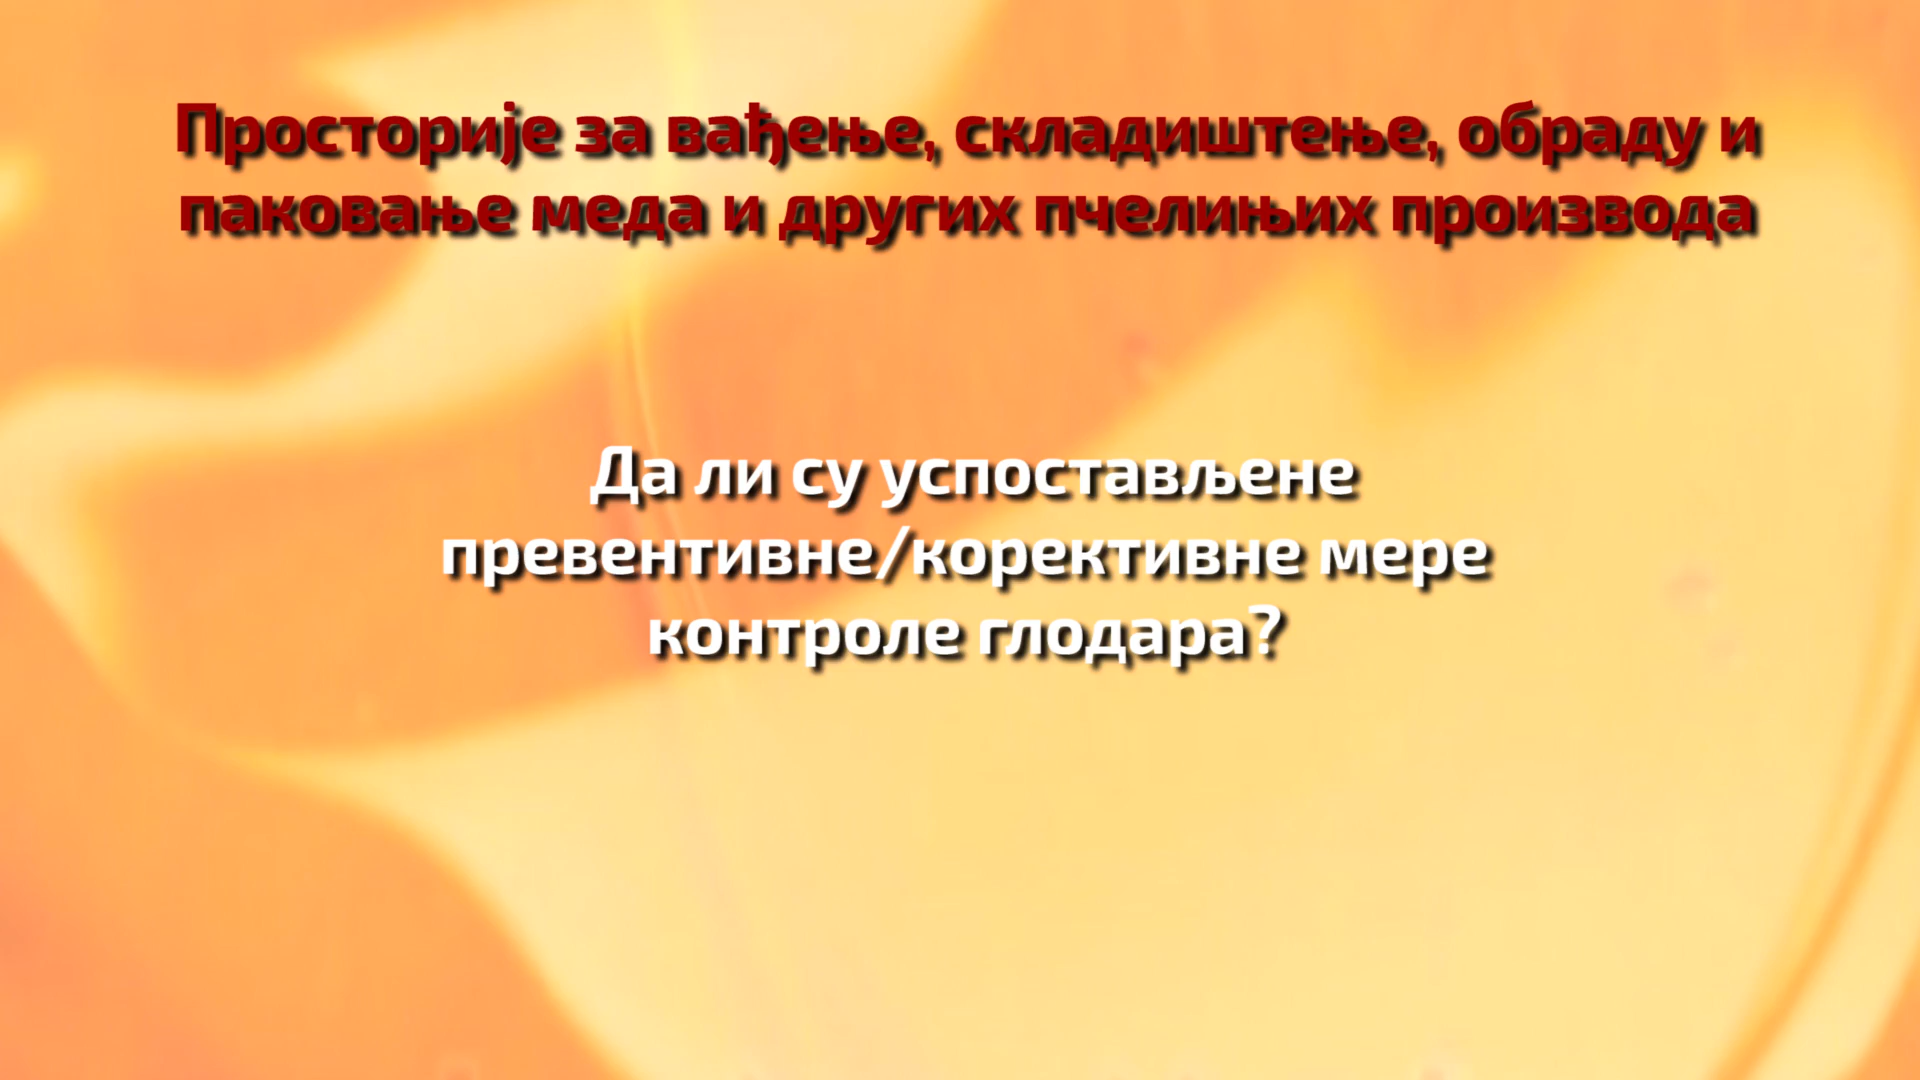 Просторије за вађење, складиштење, обраду и
паковање меда и других пчелињих производа
Да ли су успостављене
превентивне/корективне мере
контроле глодара?